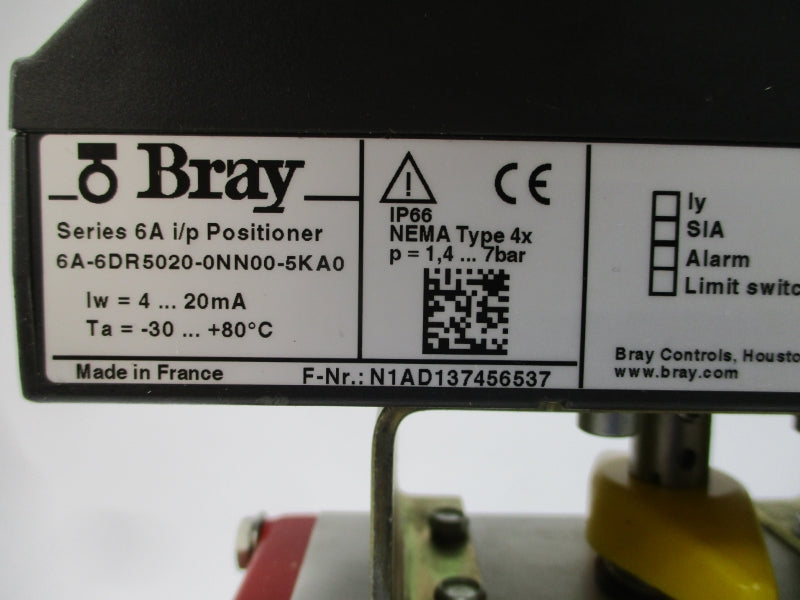 Bray
Series 6A i/p Positioner
6A-6DR5020-0NN00-5KA0
Iw = 4 ... 20mA
Ta = -30 ... +80°C
Made in France
F-Nr.: N1AD137456537
!
CE
IP66
NEMA Type 4x
p = 1,4 ... 7bar
Iy
SIA
Alarm
Limit switc
Bray Controls, Housto
www.bray.com